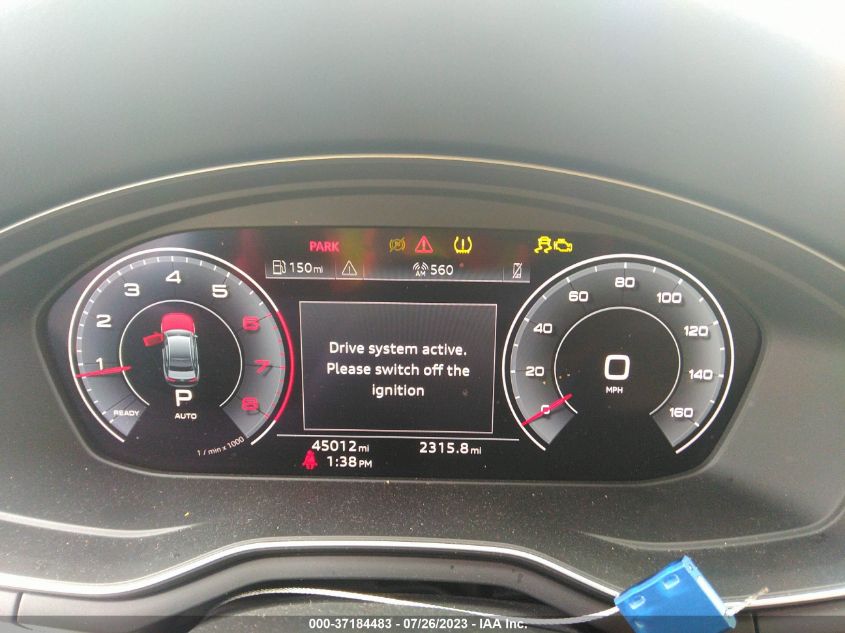 PARK
150mi
AM 560
1 2 3 4 5 6 7 8
P
AUTO
READY
1 / min x 1000
Drive system active.
Please switch off the
ignition
45012mi 2315.8mi
1:38PM
0 20 40 60 80 100 120 140 160
0
MPH
000-37184483 - 07/26/2023 - IAA Inc.